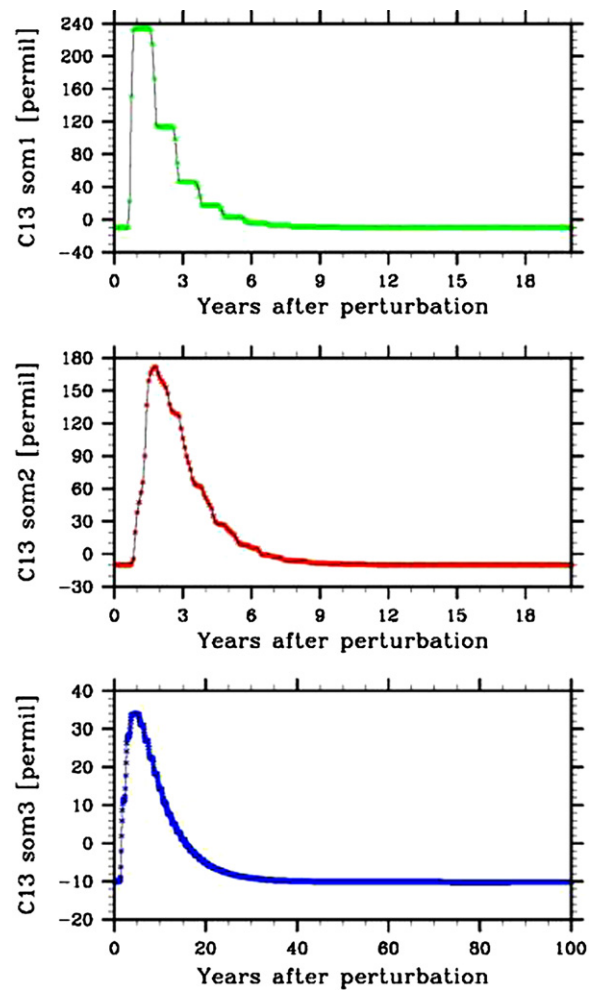 C13 som1 [permil]
240
200
160
120
80
40
0
−40
0 3 6 9 12 15 18
Years after perturbation
C13 som2 [permil]
180
150
120
90
60
30
0
−30
0 3 6 9 12 15 18
Years after perturbation
C13 som3 [permil]
40
30
20
10
0
−10
−20
0 20 40 60 80 100
Years after perturbation